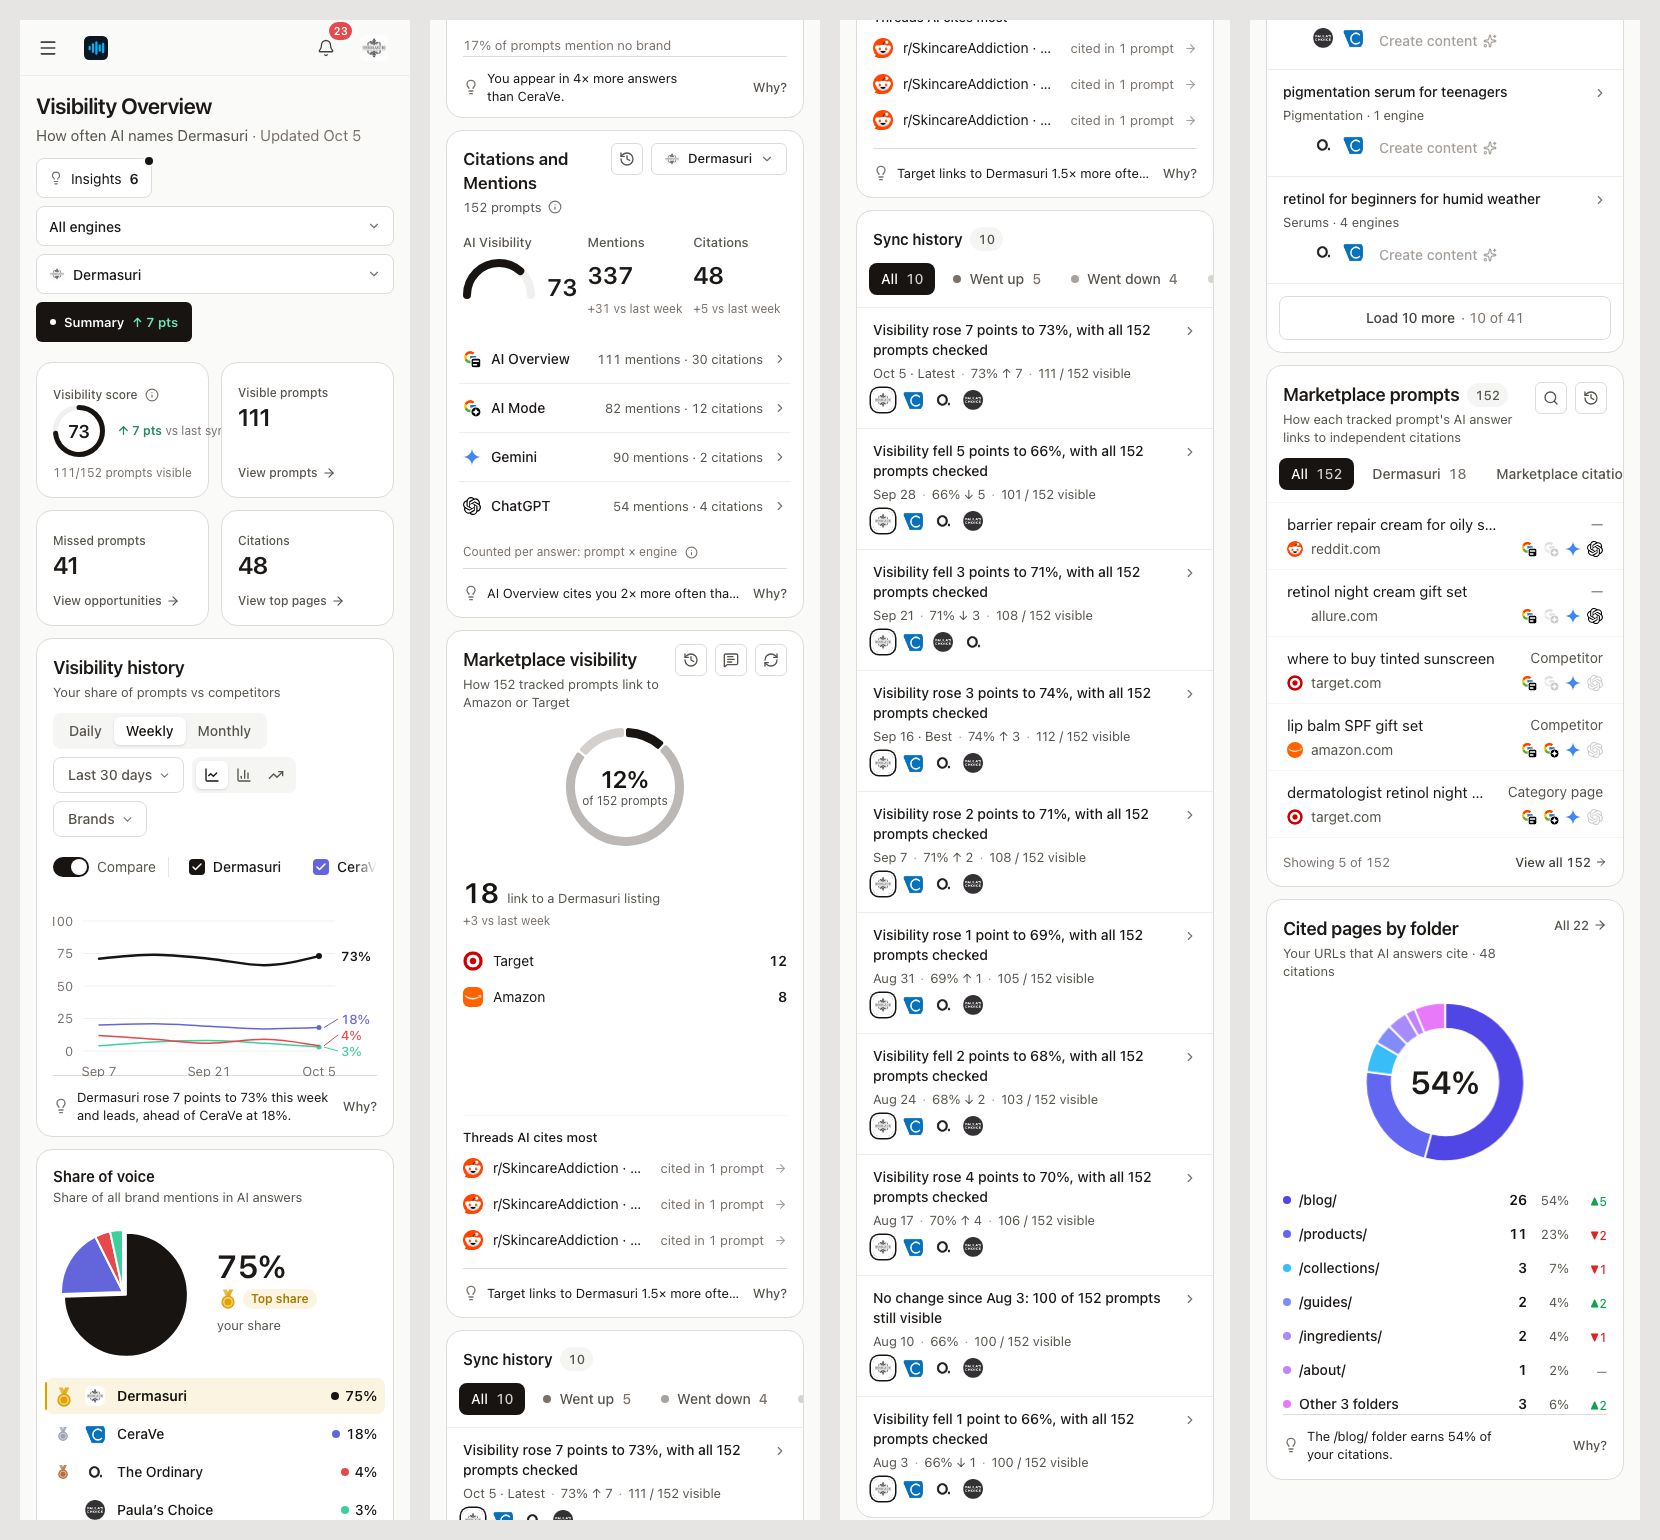 23
Visibility Overview
How often AI names Dermasuri · Updated Oct 5
Insights 6
All engines
Dermasuri
Summary ↑ 7 pts
Visibility score
73
↑ 7 pts vs last syn
111/152 prompts visible
Visible prompts
111
View prompts →
Missed prompts
41
View opportunities →
Citations
48
View top pages →
Visibility history
Your share of prompts vs competitors
Daily Weekly Monthly
Last 30 days
Brands
Compare Dermasuri CeraV
100
75
73%
50
25
18%
4%
0
3%
Sep 7 Sep 21 Oct 5
Dermasuri rose 7 points to 73% this week
and leads, ahead of CeraVe at 18%.
Why?
Share of voice
Share of all brand mentions in AI answers
75%
Top share
your share
Dermasuri 75%
CeraVe 18%
O. The Ordinary 4%
Paula's Choice 3%
17% of prompts mention no brand
You appear in 4× more answers
than CeraVe.
Why?
Citations and
Mentions
Dermasuri
152 prompts
AI Visibility Mentions Citations
73 337 48
+31 vs last week +5 vs last week
AI Overview 111 mentions · 30 citations
AI Mode 82 mentions · 12 citations
Gemini 90 mentions · 2 citations
ChatGPT 54 mentions · 4 citations
Counted per answer: prompt × engine
AI Overview cites you 2× more often tha... Why?
Marketplace visibility
How 152 tracked prompts link to
Amazon or Target
12%
of 152 prompts
18 link to a Dermasuri listing
+3 vs last week
Target 12
Amazon 8
Threads AI cites most
r/SkincareAddiction · ... cited in 1 prompt →
r/SkincareAddiction · ... cited in 1 prompt →
r/SkincareAddiction · ... cited in 1 prompt →
Target links to Dermasuri 1.5× more ofte... Why?
Sync history 10
All 10 Went up 5 Went down 4
Visibility rose 7 points to 73%, with all 152
prompts checked
Oct 5 · Latest · 73% ↑ 7 · 111 / 152 visible
Threads AI cites most
r/SkincareAddiction · ... cited in 1 prompt →
r/SkincareAddiction · ... cited in 1 prompt →
r/SkincareAddiction · ... cited in 1 prompt →
Target links to Dermasuri 1.5× more ofte... Why?
Sync history 10
All 10 Went up 5 Went down 4
Visibility rose 7 points to 73%, with all 152
prompts checked
Oct 5 · Latest · 73% ↑ 7 · 111 / 152 visible
O.
Visibility fell 5 points to 66%, with all 152
prompts checked
Sep 28 · 66% ↓ 5 · 101 / 152 visible
O.
Visibility fell 3 points to 71%, with all 152
prompts checked
Sep 21 · 71% ↓ 3 · 108 / 152 visible
O.
Visibility rose 3 points to 74%, with all 152
prompts checked
Sep 16 · Best · 74% ↑ 3 · 112 / 152 visible
O.
Visibility rose 2 points to 71%, with all 152
prompts checked
Sep 7 · 71% ↑ 2 · 108 / 152 visible
O.
Visibility rose 1 point to 69%, with all 152
prompts checked
Aug 31 · 69% ↑ 1 · 105 / 152 visible
O.
Visibility fell 2 points to 68%, with all 152
prompts checked
Aug 24 · 68% ↓ 2 · 103 / 152 visible
O.
Visibility rose 4 points to 70%, with all 152
prompts checked
Aug 17 · 70% ↑ 4 · 106 / 152 visible
O.
No change since Aug 3: 100 of 152 prompts
still visible
Aug 10 · 66% · 100 / 152 visible
O.
Visibility fell 1 point to 66%, with all 152
prompts checked
Aug 3 · 66% ↓ 1 · 100 / 152 visible
O.
Create content
pigmentation serum for teenagers
Pigmentation · 1 engine
O. Create content
retinol for beginners for humid weather
Serums · 4 engines
O. Create content
Load 10 more · 10 of 41
Marketplace prompts 152
How each tracked prompt's AI answer
links to independent citations
All 152 Dermasuri 18 Marketplace citatio
barrier repair cream for oily s... —
reddit.com
retinol night cream gift set —
allure.com
where to buy tinted sunscreen Competitor
target.com
lip balm SPF gift set Competitor
amazon.com
dermatologist retinol night ... Category page
target.com
Showing 5 of 152 View all 152 →
Cited pages by folder All 22 →
Your URLs that AI answers cite · 48
citations
54%
/blog/ 26 54% ▲5
/products/ 11 23% ▼2
/collections/ 3 7% ▼1
/guides/ 2 4% ▲2
/ingredients/ 2 4% ▼1
/about/ 1 2% —
Other 3 folders 3 6% ▲2
The /blog/ folder earns 54% of
your citations.
Why?